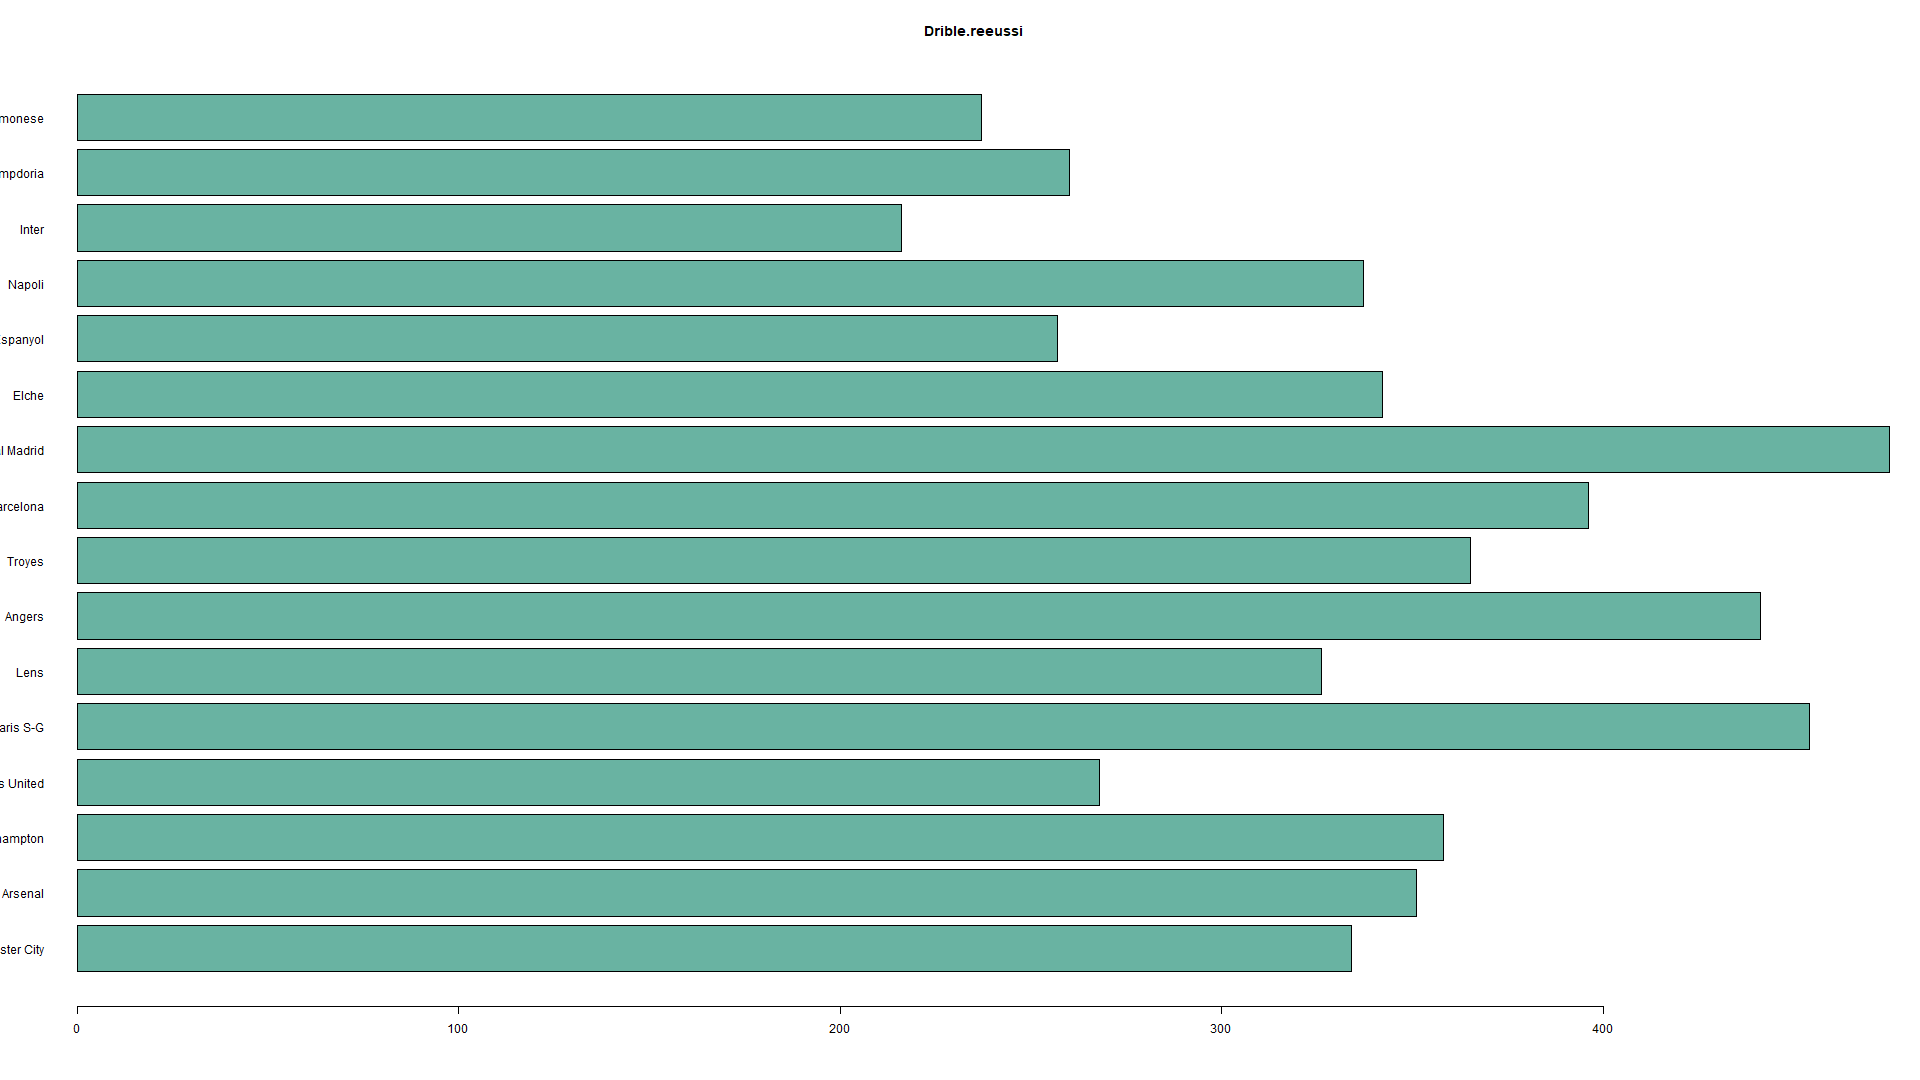 Drible.reeussi
monese
mpdoria
Inter
Napoli
spanyol
Elche
l Madrid
arcelona
Troyes
Angers
Lens
aris S-G
s United
ampton
Arsenal
ster City
0 100 200 300 400